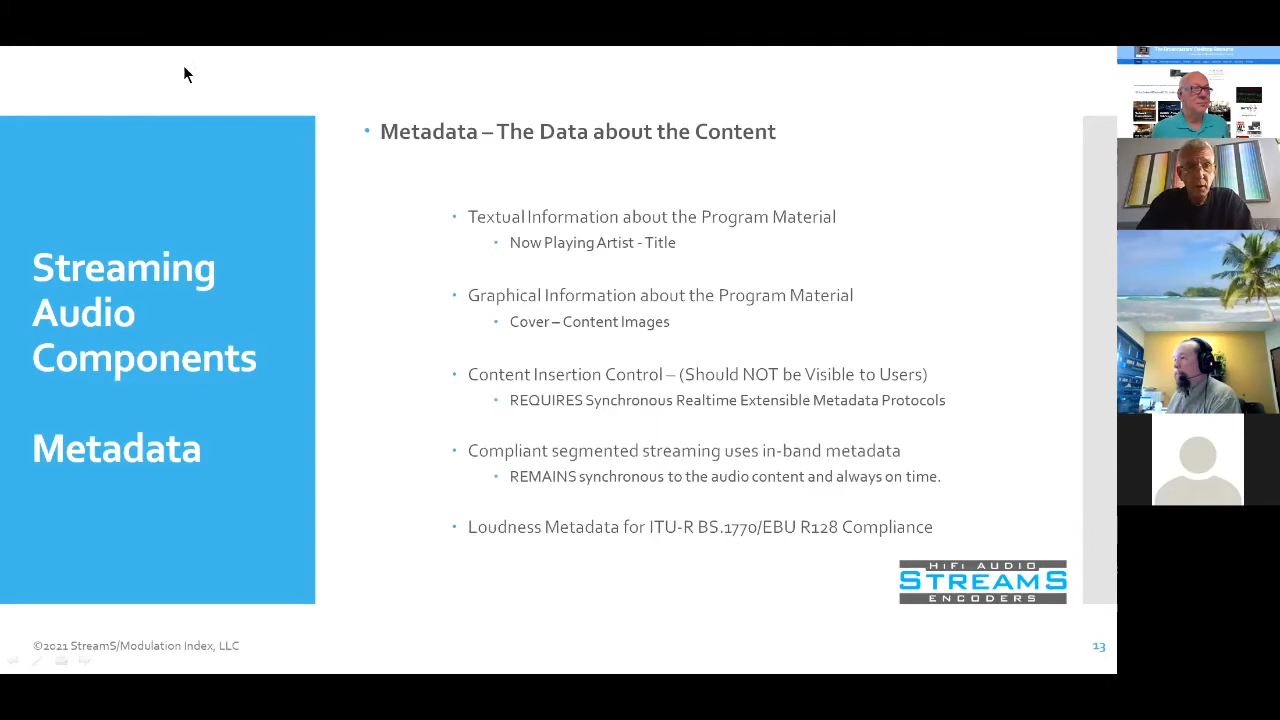 Metadata – The Data about the Content
Textual Information about the Program Material
Now Playing Artist - Title
Graphical Information about the Program Material
Cover – Content Images
Content Insertion Control – (Should NOT be Visible to Users)
REQUIRES Synchronous Realtime Extensible Metadata Protocols
Compliant segmented streaming uses in-band metadata
REMAINS synchronous to the audio content and always on time.
Loudness Metadata for ITU-R BS.1770/EBU R128 Compliance
Streaming
Audio
Components
Metadata
HiFi AUDIO
STREAMS
ENCODERS
©2021 StreamS/Modulation Index, LLC
13